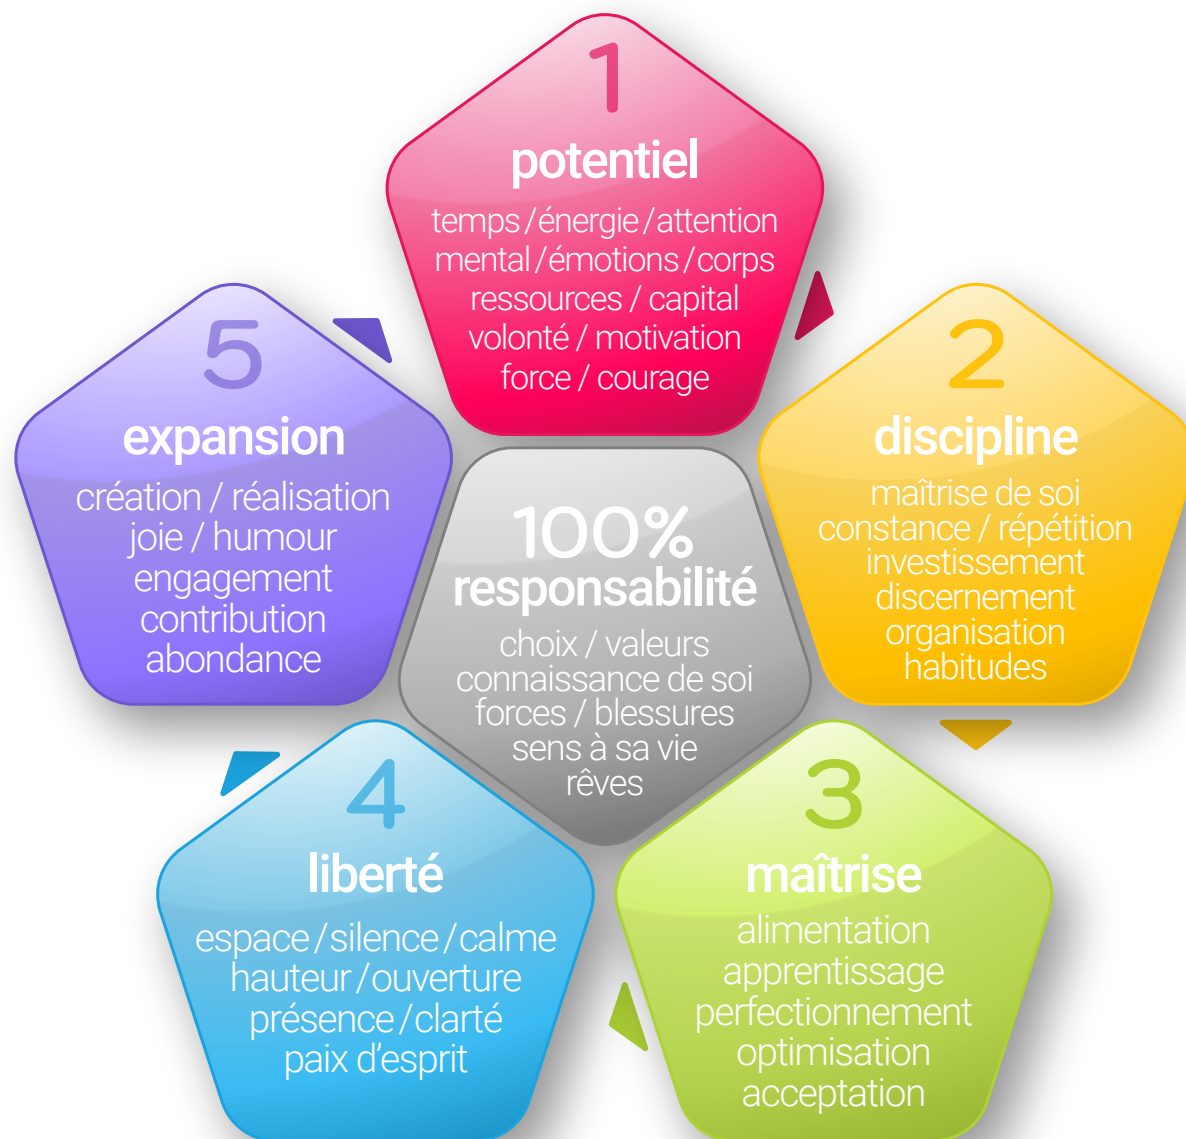 1
potentiel
temps / énergie / attention
mental / émotions / corps
ressources / capital
volonté / motivation
force / courage
2
discipline
maîtrise de soi
constance / répétition
investissement
discernement
organisation
habitudes
3
maîtrise
alimentation
apprentissage
perfectionnement
optimisation
acceptation
4
liberté
espace / silence / calme
hauteur / ouverture
présence / clarté
paix d'esprit
5
expansion
création / réalisation
joie / humour
engagement
contribution
abondance
100%
responsabilité
choix / valeurs
connaissance de soi
forces / blessures
sens à sa vie
rêves